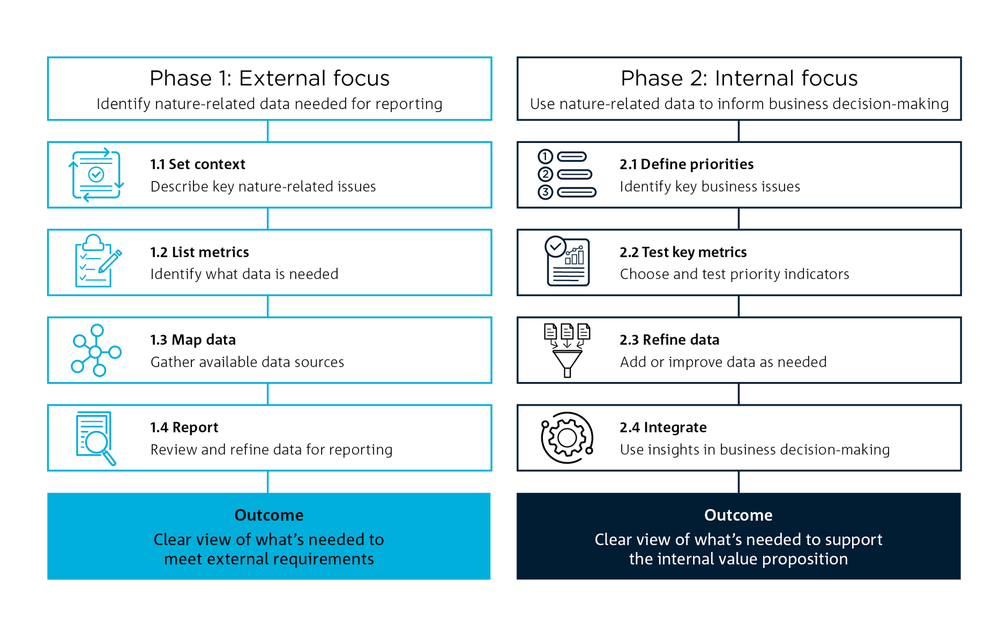 Phase 1: External focus
Identify nature-related data needed for reporting
1.1 Set context
Describe key nature-related issues
1.2 List metrics
Identify what data is needed
1.3 Map data
Gather available data sources
1.4 Report
Review and refine data for reporting
Outcome
Clear view of what’s needed to
meet external requirements
Phase 2: Internal focus
Use nature-related data to inform business decision-making
1
2
3
2.1 Define priorities
Identify key business issues
2.2 Test key metrics
Choose and test priority indicators
2.3 Refine data
Add or improve data as needed
2.4 Integrate
Use insights in business decision-making
Outcome
Clear view of what’s needed to support
the internal value proposition